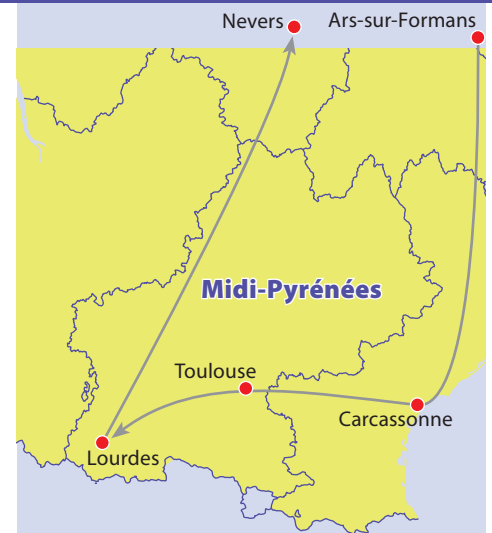 Nevers
Ars-sur-Formans
Midi-Pyrénées
Toulouse
Carcassonne
Lourdes